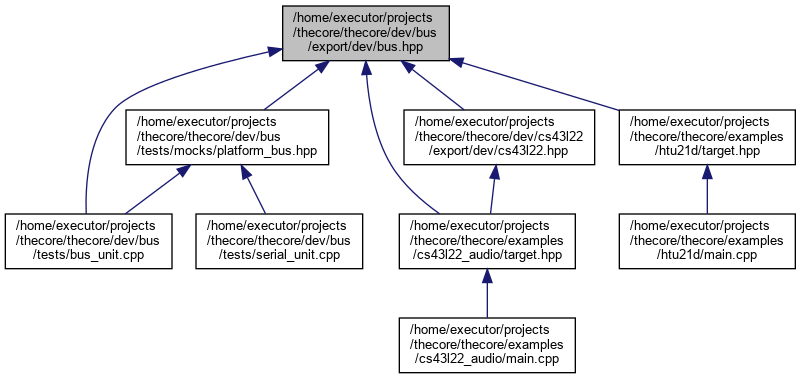 /home/executor/projects
/thecore/thecore/dev/bus
/export/dev/bus.hpp
/home/executor/projects
/thecore/thecore/dev/bus
tests/mocks/platform_bus.hpp
/home/executor/projects
/thecore/thecore/dev/cs43l22
/export/dev/cs43l22.hpp
/home/executor/projects
/thecore/thecore/examples
/htu21d/target.hpp
/home/executor/projects
/thecore/thecore/dev/bus
/tests/bus_unit.cpp
/home/executor/projects
/thecore/thecore/dev/bus
/tests/serial_unit.cpp
/home/executor/projects
/thecore/thecore/examples
/cs43l22_audio/target.hpp
/home/executor/projects
/thecore/thecore/examples
/htu21d/main.cpp
/home/executor/projects
/thecore/thecore/examples
/cs43l22_audio/main.cpp